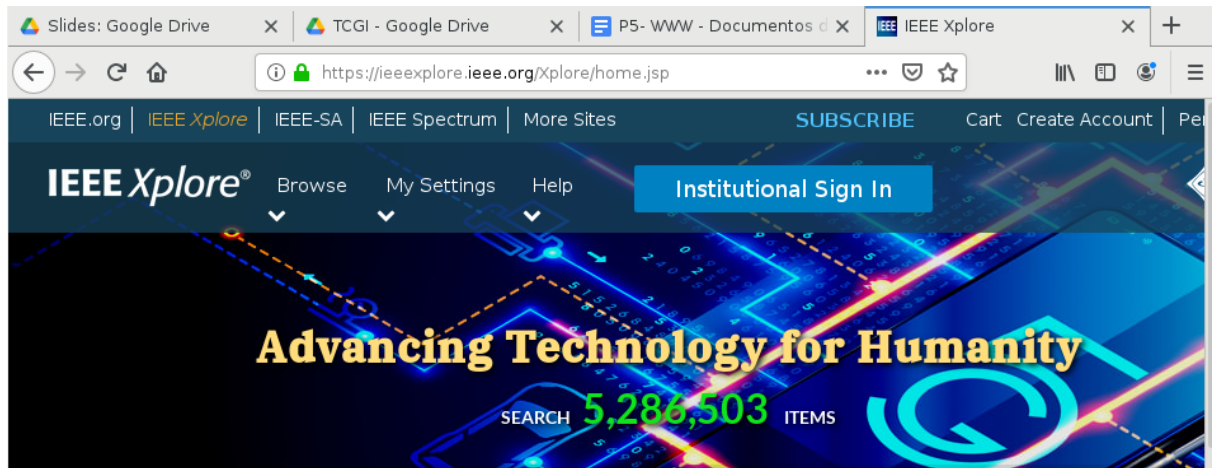 Slides: Google Drive TCGI - Google Drive P5- WWW - Documentos d IEEE IEEE Xplore
https://ieeexplore.ieee.org/Xplore/home.jsp
IEEE.org IEEE Xplore IEEE-SA IEEE Spectrum More Sites SUBSCRIBE Cart Create Account Per
IEEE Xplore® Browse My Settings Help Institutional Sign In
Advancing Technology for Humanity
SEARCH 5,286,503 ITEMS